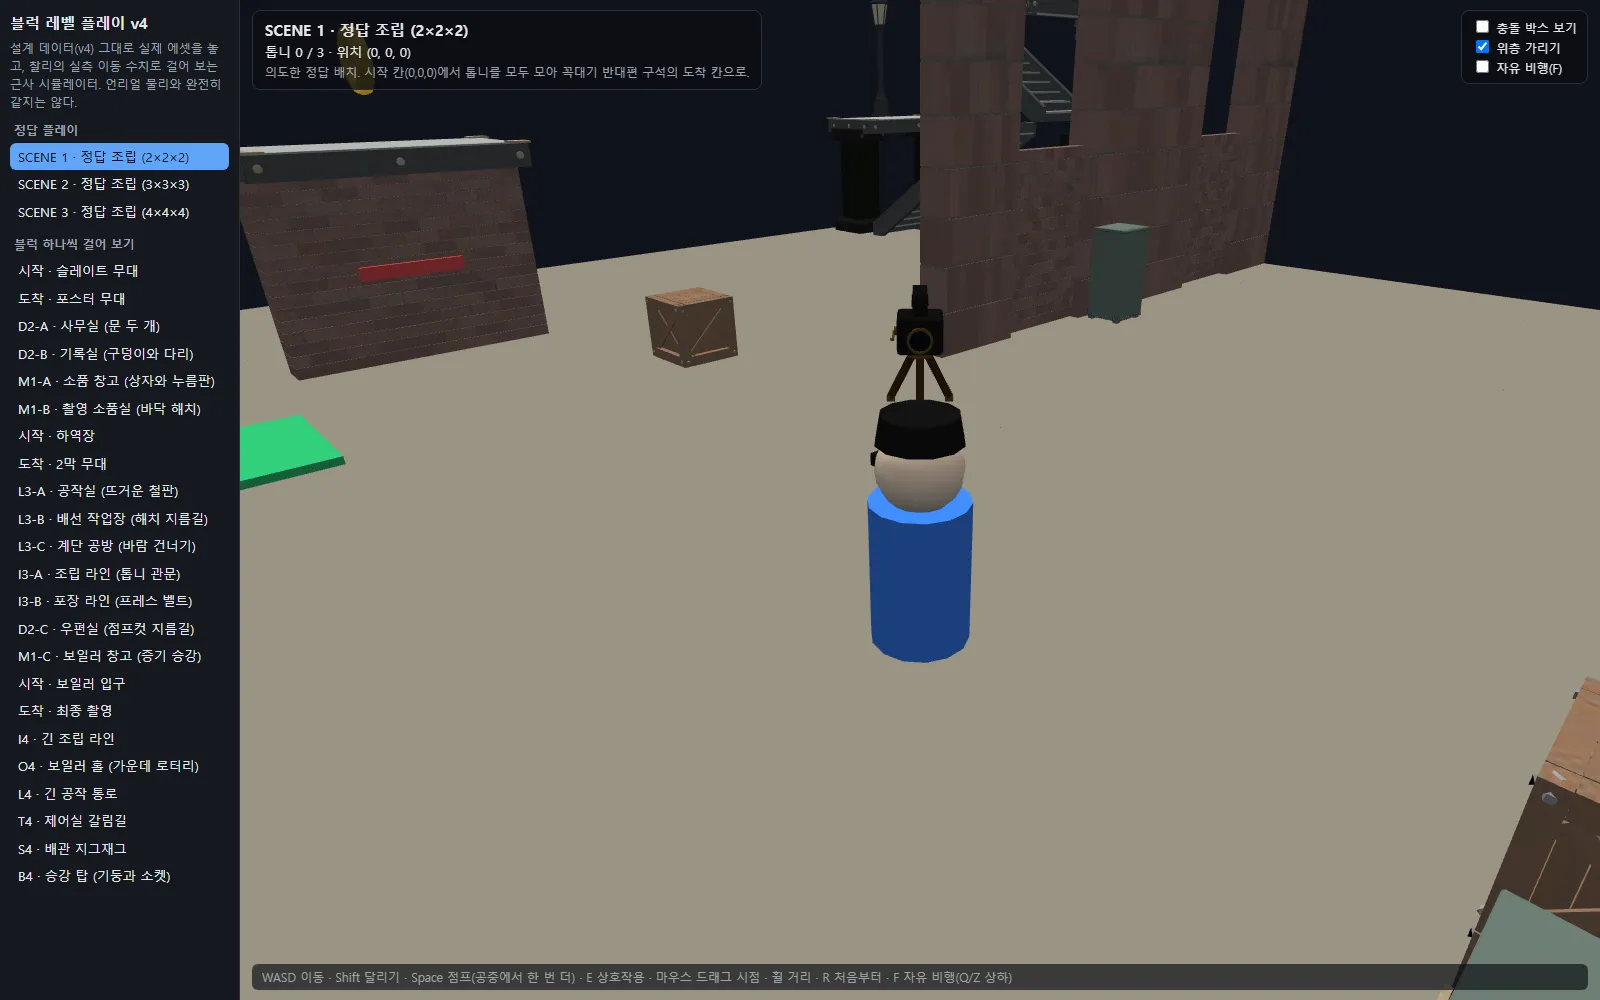 블럭 레벨 플레이 v4
설계 데이터(v4) 그대로 실제 에셋을 놓
고, 찰리의 실측 이동 수치로 걸어 보는
근사 시뮬레이터. 언리얼 물리와 완전히
같지는 않다.
정답 플레이
SCENE 1 · 정답 조립 (2×2×2)
SCENE 2 · 정답 조립 (3×3×3)
SCENE 3 · 정답 조립 (4×4×4)
블럭 하나씩 걸어 보기
시작 · 슬레이트 무대
도착 · 포스터 무대
D2-A · 사무실 (문 두 개)
D2-B · 기록실 (구덩이와 다리)
M1-A · 소품 창고 (상자와 누름판)
M1-B · 촬영 소품실 (바닥 해치)
시작 · 하역장
도착 · 2막 무대
L3-A · 공작실 (뜨거운 철판)
L3-B · 배선 작업장 (해치 지름길)
L3-C · 계단 공방 (바람 건너기)
I3-A · 조립 라인 (톱니 관문)
I3-B · 포장 라인 (프레스 벨트)
D2-C · 우편실 (점프컷 지름길)
M1-C · 보일러 창고 (증기 승강)
시작 · 보일러 입구
도착 · 최종 촬영
I4 · 긴 조립 라인
O4 · 보일러 홀 (가운데 로터리)
L4 · 긴 공작 통로
T4 · 제어실 갈림길
S4 · 배관 지그재그
B4 · 승강 탑 (기둥과 소켓)
SCENE 1 · 정답 조립 (2×2×2)
톱니 0 / 3 · 위치 (0, 0, 0)
의도한 정답 배치. 시작 칸(0,0,0)에서 톱니를 모두 모아 꼭대기 반대편 구석의 도착 칸으로.
충돌 박스 보기
위층 가리기
자유 비행(F)
WASD 이동 · Shift 달리기 · Space 점프(공중에서 한 번 더) · E 상호작용 · 마우스 드래그 시점 · 휠 거리 · R 처음부터 · F 자유 비행(Q/Z 상하)